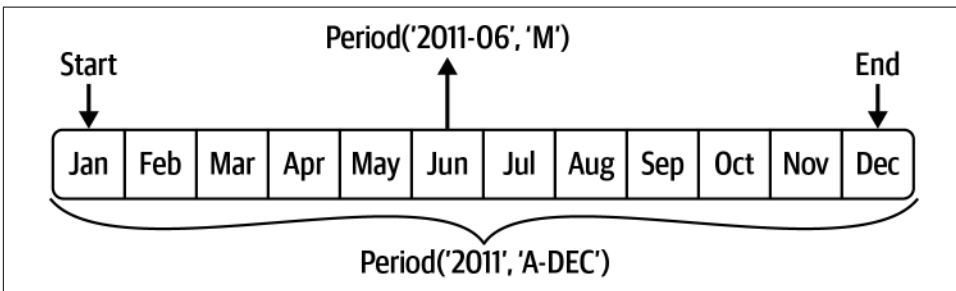 Period('2011-06', 'M')
Start
End
Jan Feb Mar Apr May Jun Jul Aug Sep Oct Nov Dec
Period('2011', 'A-DEC')